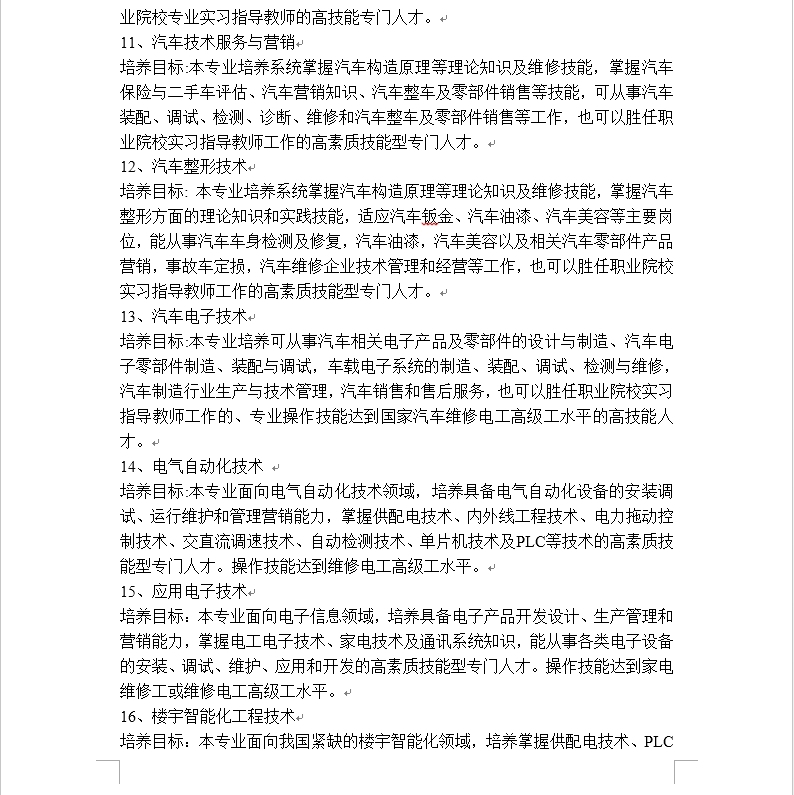 业院校专业实习指导教师的高技能专门人才。
11、汽车技术服务与营销
培养目标:本专业培养系统掌握汽车构造原理等理论知识及维修技能，掌握汽车
保险与二手车评估、汽车营销知识、汽车整车及零部件销售等技能，可从事汽车
装配、调试、检测、诊断、维修和汽车整车及零部件销售等工作，也可以胜任职
业院校实习指导教师工作的高素质技能型专门人才。
12、汽车整形技术
培养目标: 本专业培养系统掌握汽车构造原理等理论知识及维修技能，掌握汽车
整形方面的理论知识和实践技能，适应汽车钣金、汽车油漆、汽车美容等主要岗
位，能从事汽车车身检测及修复，汽车油漆，汽车美容以及相关汽车零部件产品
营销，事故车定损，汽车维修企业技术管理和经营等工作，也可以胜任职业院校
实习指导教师工作的高素质技能型专门人才。
13、汽车电子技术
培养目标:本专业培养可从事汽车相关电子产品及零部件的设计与制造、汽车电
子零部件制造、装配与调试，车载电子系统的制造、装配、调试、检测与维修，
汽车制造行业生产与技术管理，汽车销售和售后服务，也可以胜任职业院校实习
指导教师工作的、专业操作技能达到国家汽车维修电工高级工水平的高技能人
才。
14、电气自动化技术
培养目标:本专业面向电气自动化技术领域，培养具备电气自动化设备的安装调
试、运行维护和管理营销能力，掌握供配电技术、内外线工程技术、电力拖动控
制技术、交直流调速技术、自动检测技术、单片机技术及PLC等技术的高素质技
能型专门人才。操作技能达到维修电工高级工水平。
15、应用电子技术
培养目标：本专业面向电子信息领域，培养具备电子产品开发设计、生产管理和
营销能力，掌握电工电子技术、家电技术及通讯系统知识，能从事各类电子设备
的安装、调试、维护、应用和开发的高素质技能型专门人才。操作技能达到家电
维修工或维修电工高级工水平。
16、楼宇智能化工程技术
培养目标：本专业面向我国紧缺的楼宇智能化领域，培养掌握供配电技术、PLC